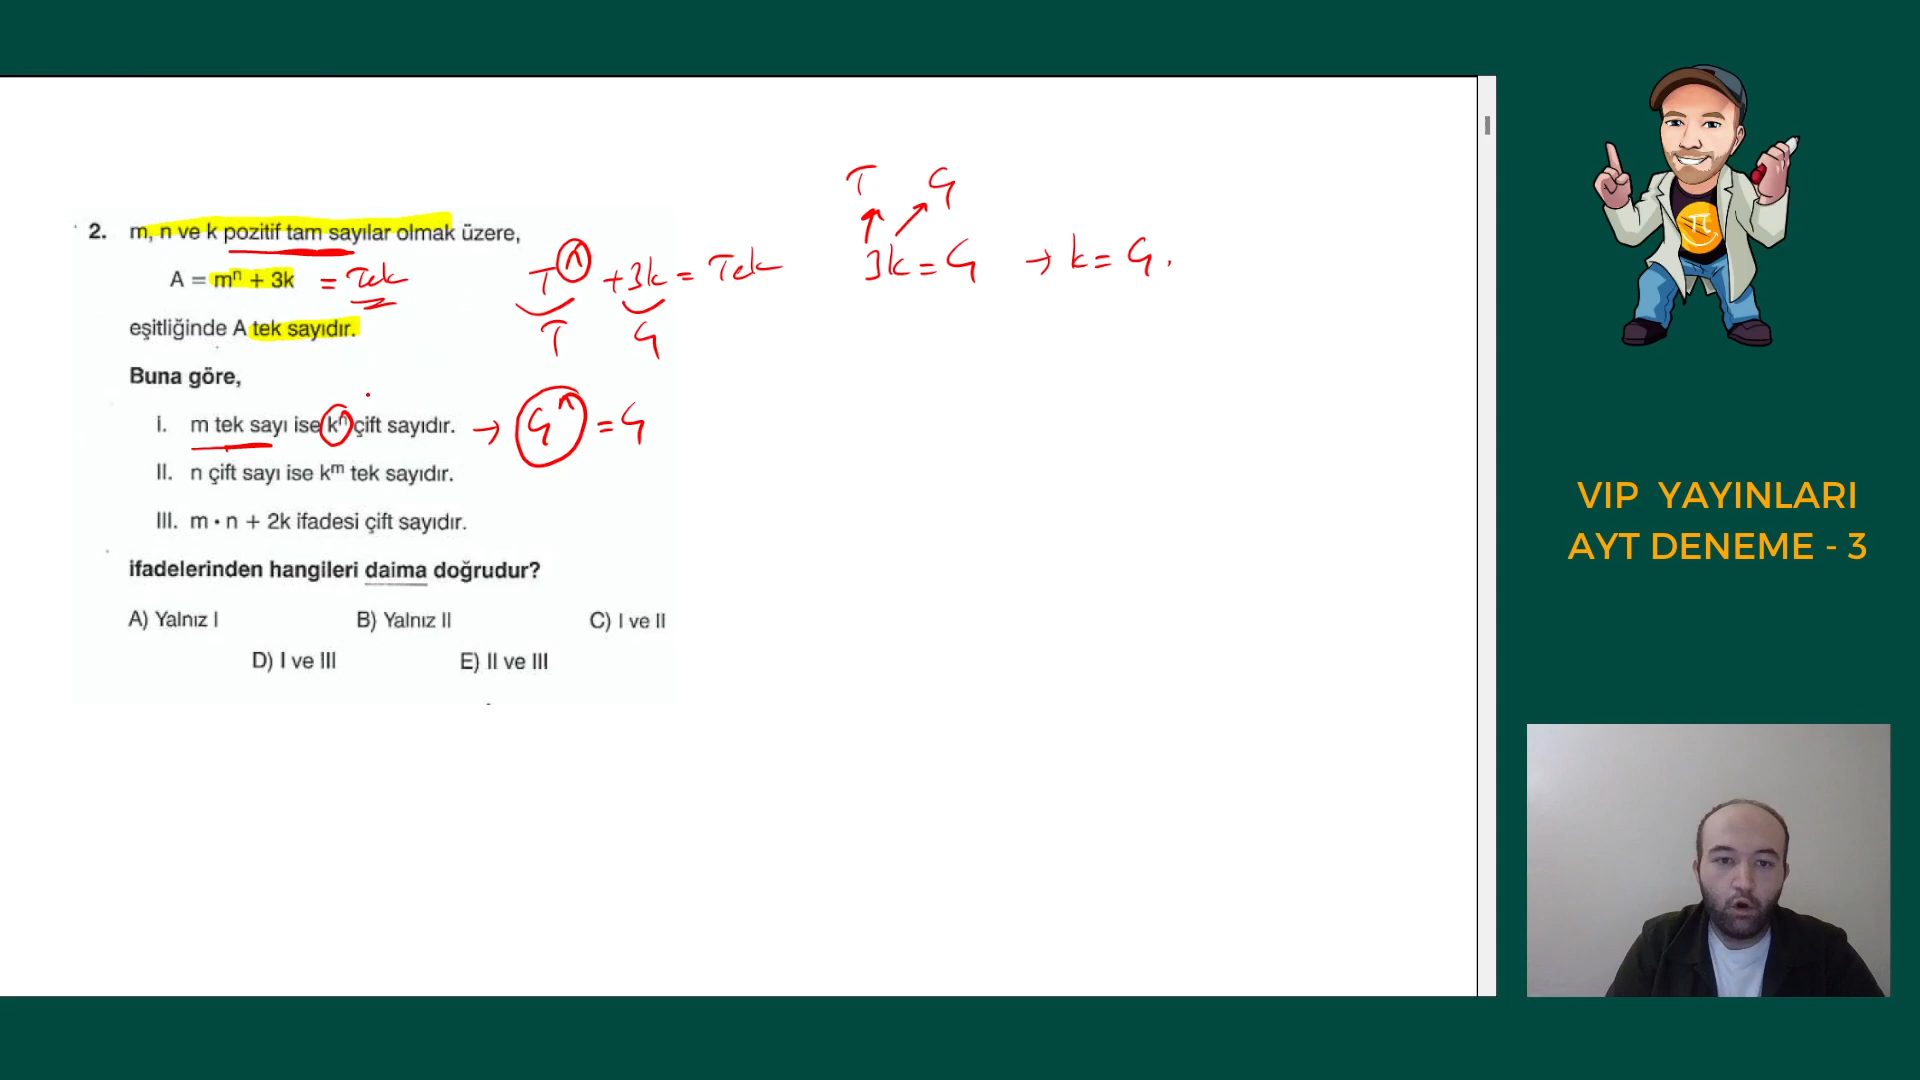 2. m, n ve k pozitif tam sayılar olmak üzere,
A = mⁿ + 3k = Tek
eşitliğinde A tek sayıdır.
Buna göre,
I. m tek sayı ise kⁿ çift sayıdır. → Çⁿ = Ç
II. n çift sayı ise kᵐ tek sayıdır.
III. m · n + 2k ifadesi çift sayıdır.
ifadelerinden hangileri daima doğrudur?
A) Yalnız I B) Yalnız II C) I ve II
D) I ve III E) II ve III
Tⁿ + 3k = Tek
T Ç
T Ç
3k = Ç → k = Ç.
π
VIP YAYINLARI
AYT DENEME - 3